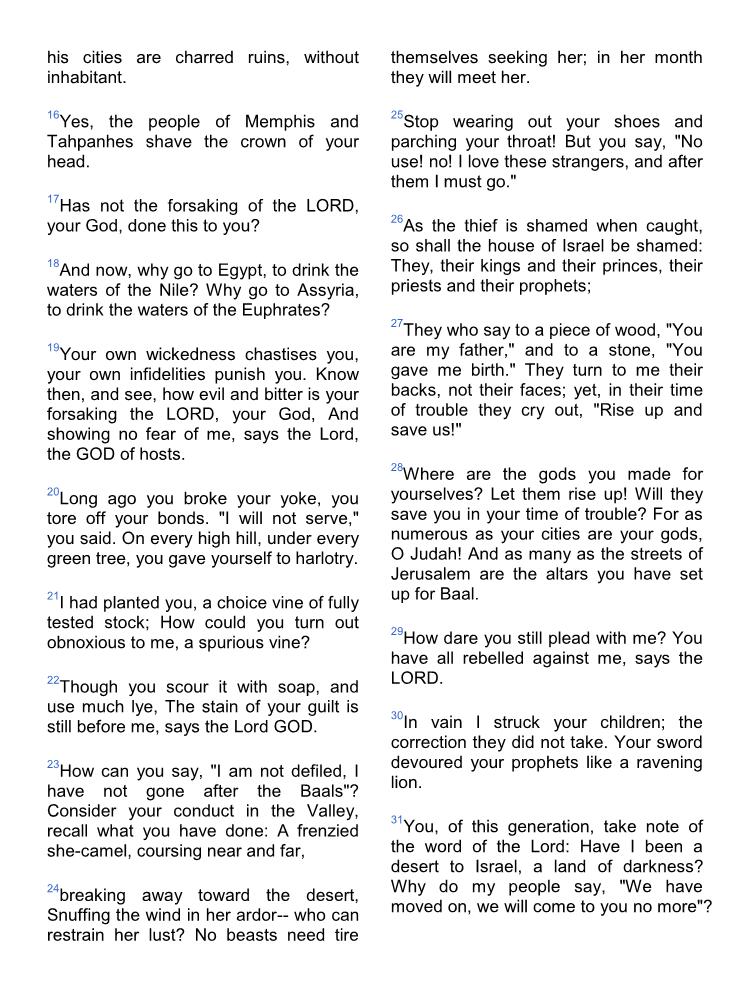 his cities are charred ruins, without
inhabitant.
16Yes, the people of Memphis and
Tahpanhes shave the crown of your
head.
17Has not the forsaking of the LORD,
your God, done this to you?
18And now, why go to Egypt, to drink the
waters of the Nile? Why go to Assyria,
to drink the waters of the Euphrates?
19Your own wickedness chastises you,
your own infidelities punish you. Know
then, and see, how evil and bitter is your
forsaking the LORD, your God, And
showing no fear of me, says the Lord,
the GOD of hosts.
20Long ago you broke your yoke, you
tore off your bonds. "I will not serve,"
you said. On every high hill, under every
green tree, you gave yourself to harlotry.
21I had planted you, a choice vine of fully
tested stock; How could you turn out
obnoxious to me, a spurious vine?
22Though you scour it with soap, and
use much lye, The stain of your guilt is
still before me, says the Lord GOD.
23How can you say, "I am not defiled, I
have not gone after the Baals"?
Consider your conduct in the Valley,
recall what you have done: A frenzied
she-camel, coursing near and far,
24breaking away toward the desert,
Snuffing the wind in her ardor-- who can
restrain her lust? No beasts need tire
themselves seeking her; in her month
they will meet her.
25Stop wearing out your shoes and
parching your throat! But you say, "No
use! no! I love these strangers, and after
them I must go."
26As the thief is shamed when caught,
so shall the house of Israel be shamed:
They, their kings and their princes, their
priests and their prophets;
27They who say to a piece of wood, "You
are my father," and to a stone, "You
gave me birth." They turn to me their
backs, not their faces; yet, in their time
of trouble they cry out, "Rise up and
save us!"
28Where are the gods you made for
yourselves? Let them rise up! Will they
save you in your time of trouble? For as
numerous as your cities are your gods,
O Judah! And as many as the streets of
Jerusalem are the altars you have set
up for Baal.
29How dare you still plead with me? You
have all rebelled against me, says the
LORD.
30In vain I struck your children; the
correction they did not take. Your sword
devoured your prophets like a ravening
lion.
31You, of this generation, take note of
the word of the Lord: Have I been a
desert to Israel, a land of darkness?
Why do my people say, "We have
moved on, we will come to you no more"?